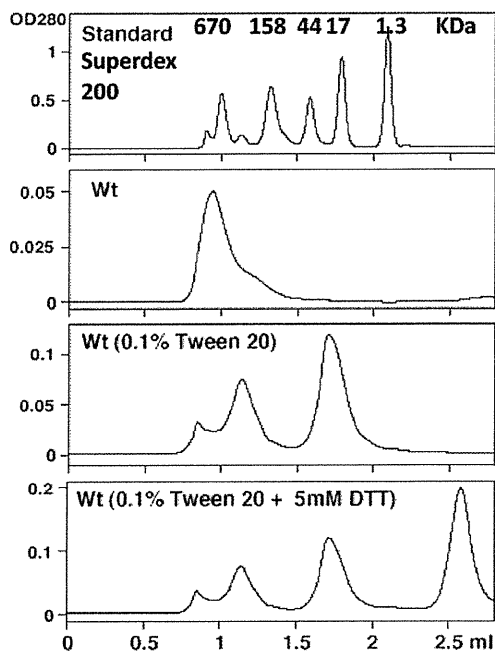 OD280
Standard 670 158 44 17 1.3 KDa
Superdex
200
1
0.5
0
Wt
0.05
0.025
0
Wt (0.1% Tween 20)
0.1
0.05
0
Wt (0.1% Tween 20 + 5mM DTT)
0.2
0.1
0
0 0.5 1 1.5 2 2.5 ml